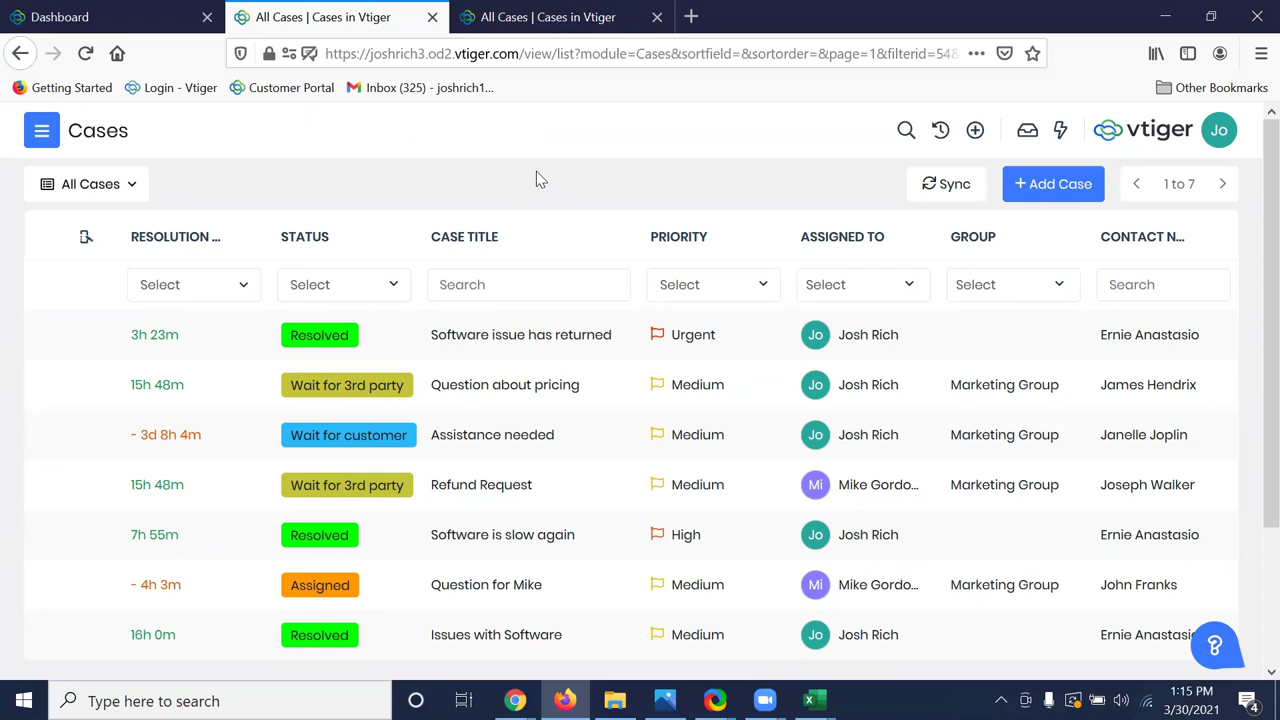 Dashboard
All Cases | Cases in Vtiger
All Cases | Cases in Vtiger
https://joshrich3.od2.vtiger.com/view/list?module=Cases&sortfield=&sortorder=&page=1&filterid=548
Getting Started
Login - Vtiger
Customer Portal
Inbox (325) - joshrich1...
Other Bookmarks
Cases
vtiger
Jo
All Cases
Sync
+ Add Case
1 to 7
RESOLUTION ... STATUS CASE TITLE PRIORITY ASSIGNED TO GROUP CONTACT N...
Select Select Search Select Select Select Search
3h 23m Resolved Software issue has returned Urgent Jo Josh Rich Ernie Anastasio
15h 48m Wait for 3rd party Question about pricing Medium Jo Josh Rich Marketing Group James Hendrix
- 3d 8h 4m Wait for customer Assistance needed Medium Jo Josh Rich Marketing Group Janelle Joplin
15h 48m Wait for 3rd party Refund Request Medium Mi Mike Gordo... Marketing Group Joseph Walker
7h 55m Resolved Software is slow again High Jo Josh Rich Ernie Anastasio
- 4h 3m Assigned Question for Mike Medium Mi Mike Gordo... Marketing Group John Franks
16h 0m Resolved Issues with Software Medium Jo Josh Rich Ernie Anastasi
?
Type here to search
1:15 PM
3/30/2021
4